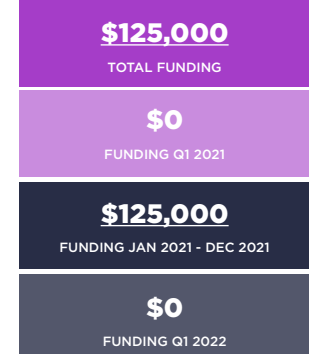 $125,000
TOTAL FUNDING
$0
FUNDING Q1 2021
$125,000
FUNDING JAN 2021 - DEC 2021
$0
FUNDING Q1 2022